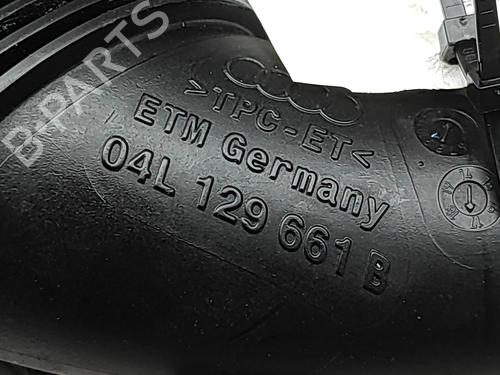 B-PARTS
>TPC-ET<
ETM Germany
04L 129 661 B